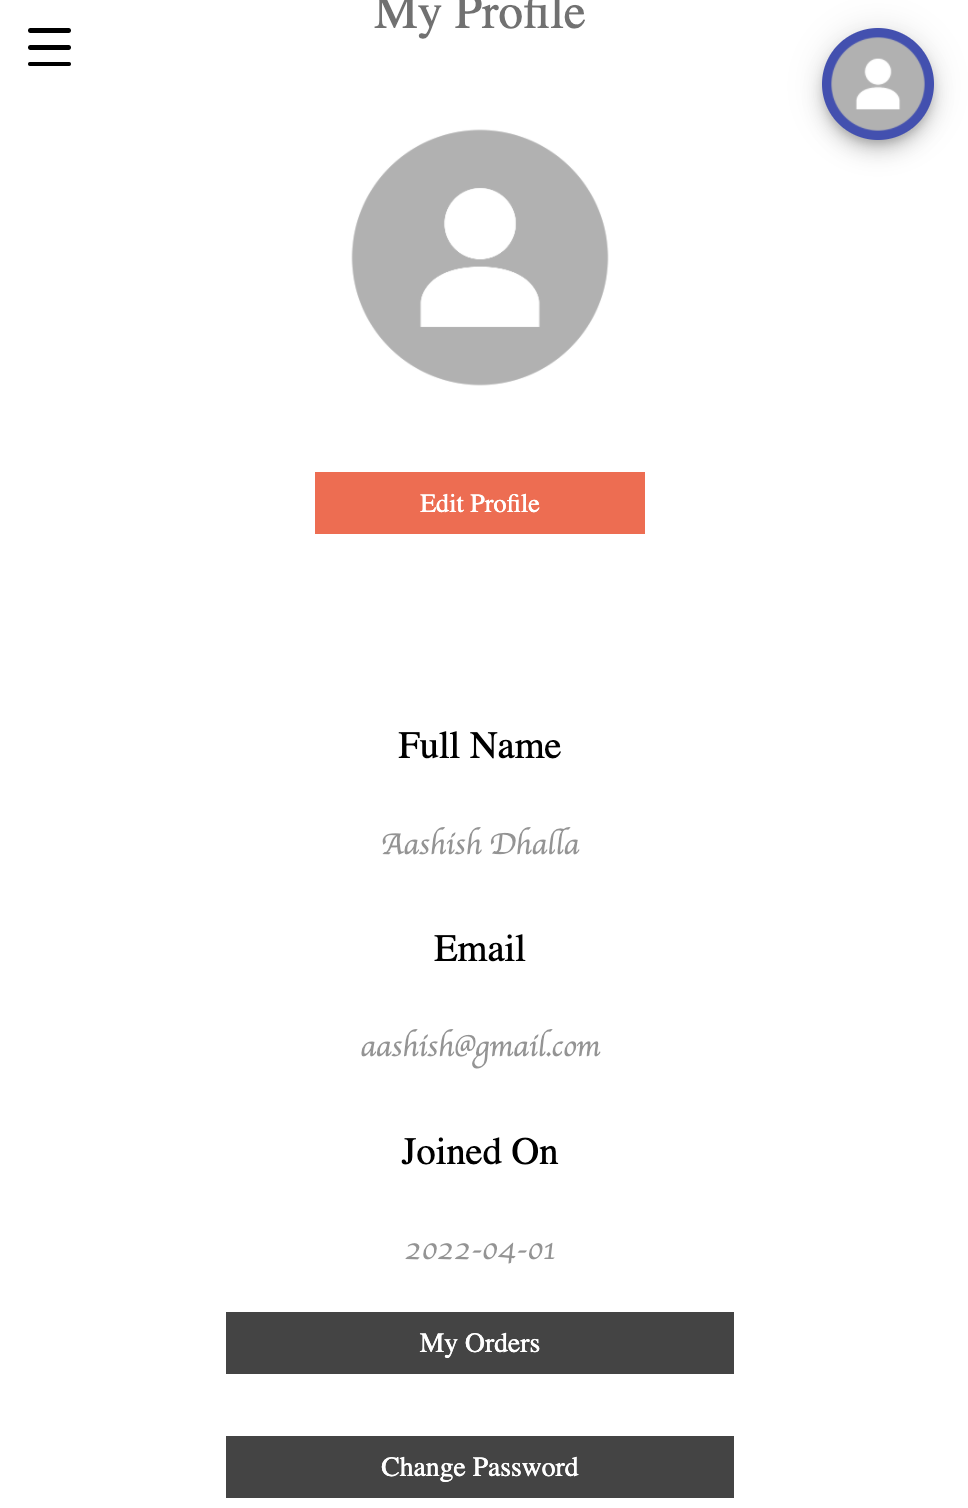 My Profile
Edit Profile
Full Name
Aashish Dhalla
Email
aashish@gmail.com
Joined On
2022-04-01
My Orders
Change Password